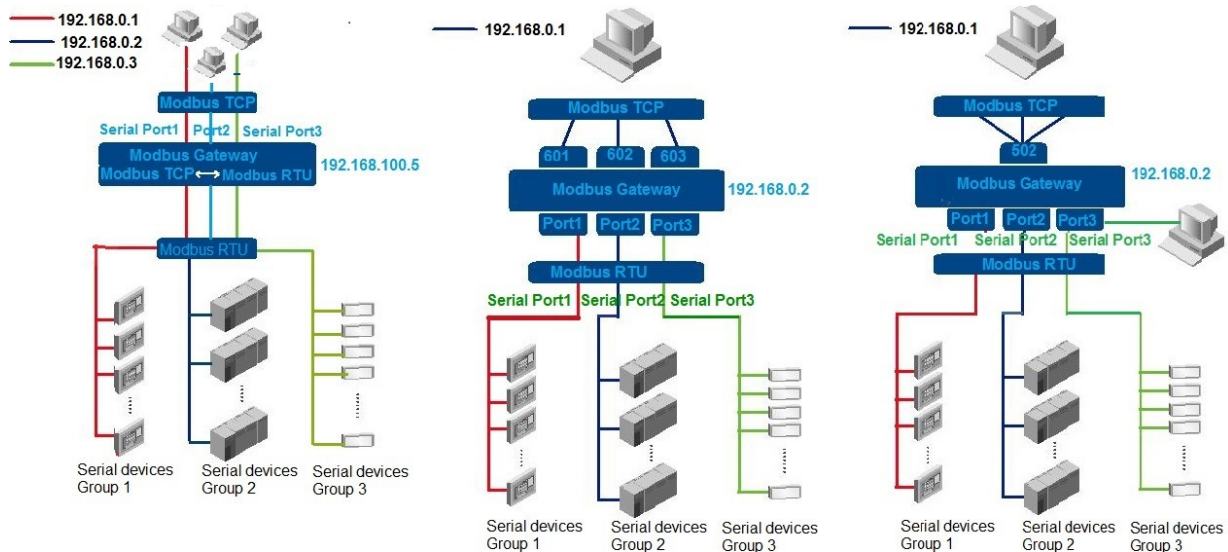 192.168.0.1
192.168.0.2
192.168.0.3
Modbus TCP
Serial Port1 Port2 Serial Port3
Modbus Gateway
Modbus TCP ↔ Modbus RTU
192.168.100.5
Modbus RTU
Serial devices
Group 1
Serial devices
Group 2
Serial devices
Group 3
192.168.0.1
Modbus TCP
601 602 603
Modbus Gateway
192.168.0.2
Port1 Port2 Port3
Modbus RTU
Serial Port1 Serial Port2 Serial Port3
Serial devices
Group 1
Serial devices
Group 2
Serial devices
Group 3
192.168.0.1
Modbus TCP
502
Modbus Gateway
192.168.0.2
Port1 Port2 Port3
Serial Port1 Serial Port2 Serial Port3
Modbus RTU
Serial devices
Group 1
Serial devices
Group 2
Serial devices
Group 3